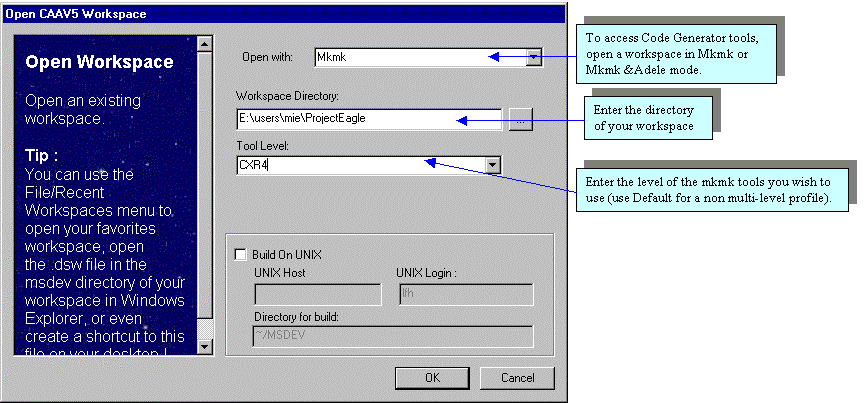 Open CAAV5 Workspace
Open Workspace
Open an existing
workspace.
Tip :
You can use the
File/Recent
Workspaces menu to
open your favorites
workspace, open
the .dsw file in the
msdev directory of your
workspace in Windows
Explorer, or even
create a shortcut to this
file on your desktop !
Open with:
Mkmk
Workspace Directory:
E:\users\mie\ProjectEagle
...
Tool Level:
CXR4
Build On UNIX
UNIX Host
UNIX Login :
lfh
Directory for build:
~/MSDEV
OK
Cancel
To access Code Generator tools,
open a workspace in Mkmk or
Mkmk &Adele mode.
Enter the directory
of your workspace
Enter the level of the mkmk tools you wish to
use (use Default for a non multi-level profile).